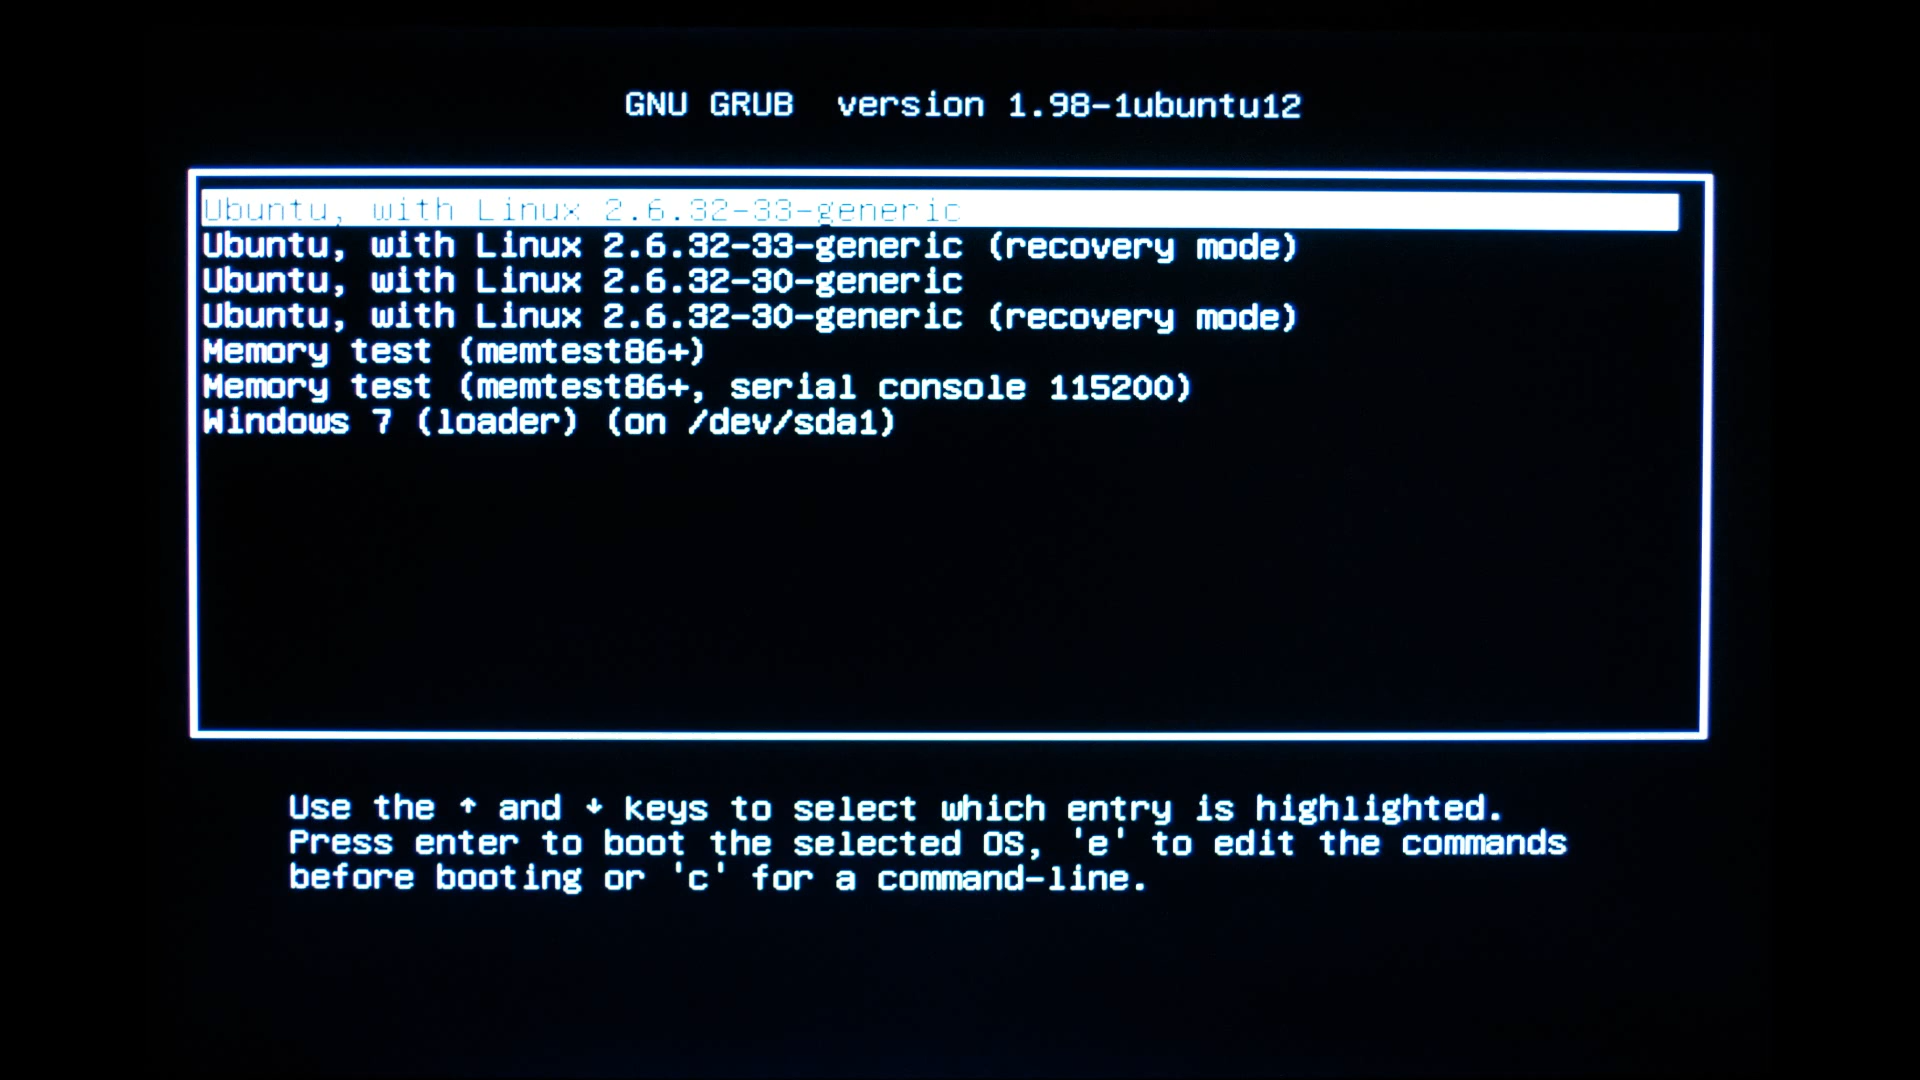 GNU GRUB  version 1.98-1ubuntu12
Ubuntu, with Linux 2.6.32-33-generic
Ubuntu, with Linux 2.6.32-33-generic (recovery mode)
Ubuntu, with Linux 2.6.32-30-generic
Ubuntu, with Linux 2.6.32-30-generic (recovery mode)
Memory test (memtest86+)
Memory test (memtest86+, serial console 115200)
Windows 7 (loader) (on /dev/sda1)
Use the ↑ and ↓ keys to select which entry is highlighted.
Press enter to boot the selected OS, 'e' to edit the commands
before booting or 'c' for a command-line.